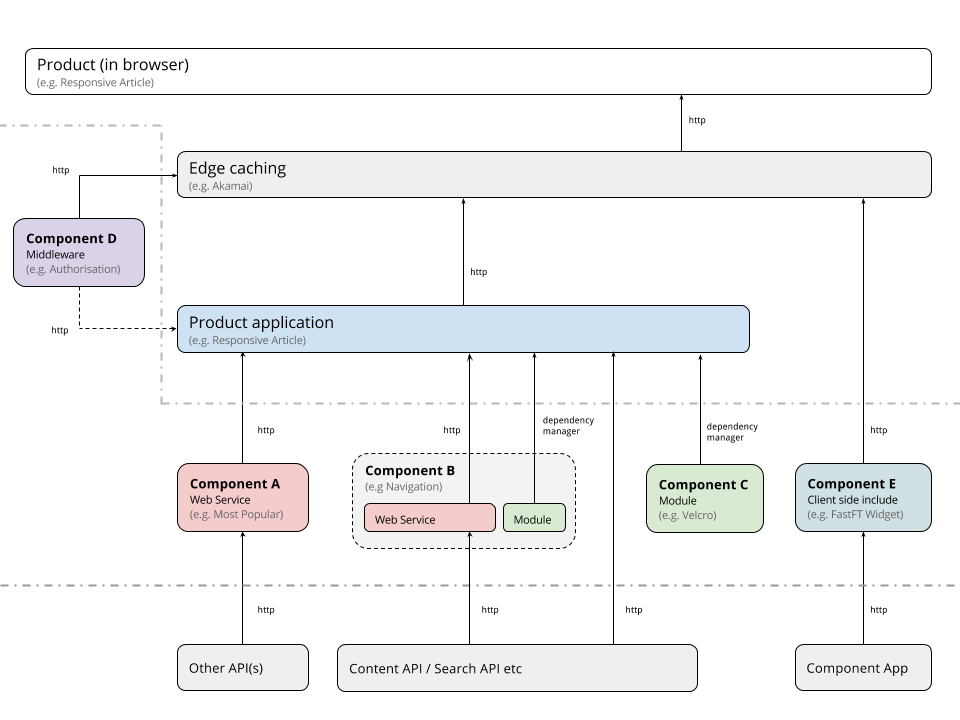 Product (in browser)
(e.g. Responsive Article)
http
Edge caching
(e.g. Akamai)
http
Component D
Middleware
(e.g. Authorisation)
http
http
Product application
(e.g. Responsive Article)
http
http
dependency
manager
dependency
manager
http
Component A
Web Service
(e.g. Most Popular)
Component B
(e.g Navigation)
Web Service
Module
Component C
Module
(e.g. Velcro)
Component E
Client side include
(e.g. FastFT Widget)
http
http
http
http
Other API(s)
Content API / Search API etc
Component App